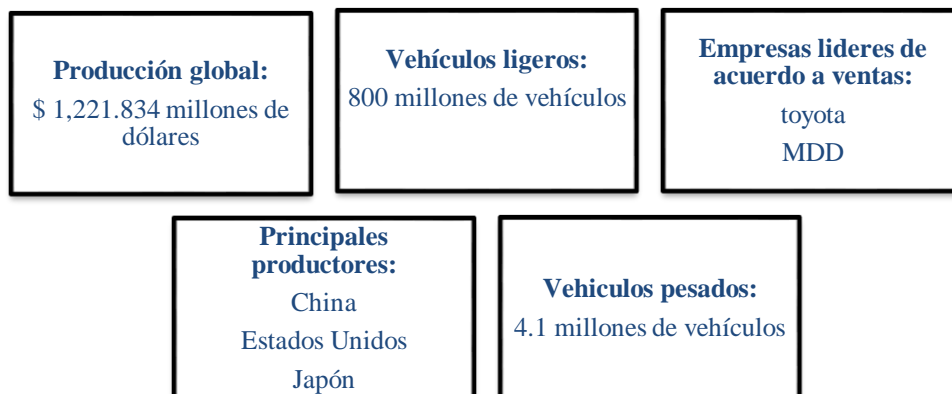 Producción global:
$ 1,221.834 millones de
dólares
Vehículos ligeros:
800 millones de vehículos
Empresas lideres de
acuerdo a ventas:
toyota
MDD
Principales
productores:
China
Estados Unidos
Japón
Vehiculos pesados:
4.1 millones de vehículos